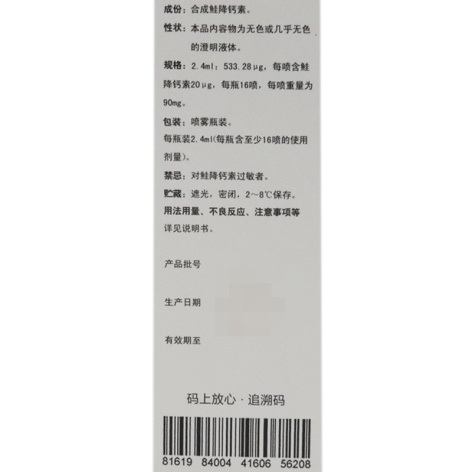 成份：合成鲑降钙素。
性状：本品内容物为无色或几乎无色
的澄明液体。
规格：2.4ml：533.28μg，每喷含鲑
降钙素20μg，每瓶16喷，每喷重量为
90mg。
包装：喷雾瓶装。
每瓶装2.4ml(每瓶含至少16喷的使用
剂量)。
禁忌：对鲑降钙素过敏者。
贮藏：遮光，密闭，2~8℃保存。
用法用量、不良反应、注意事项等
详见说明书。
产品批号
生产日期
有效期至
码上放心·追溯码
81619 84004 41606 56208